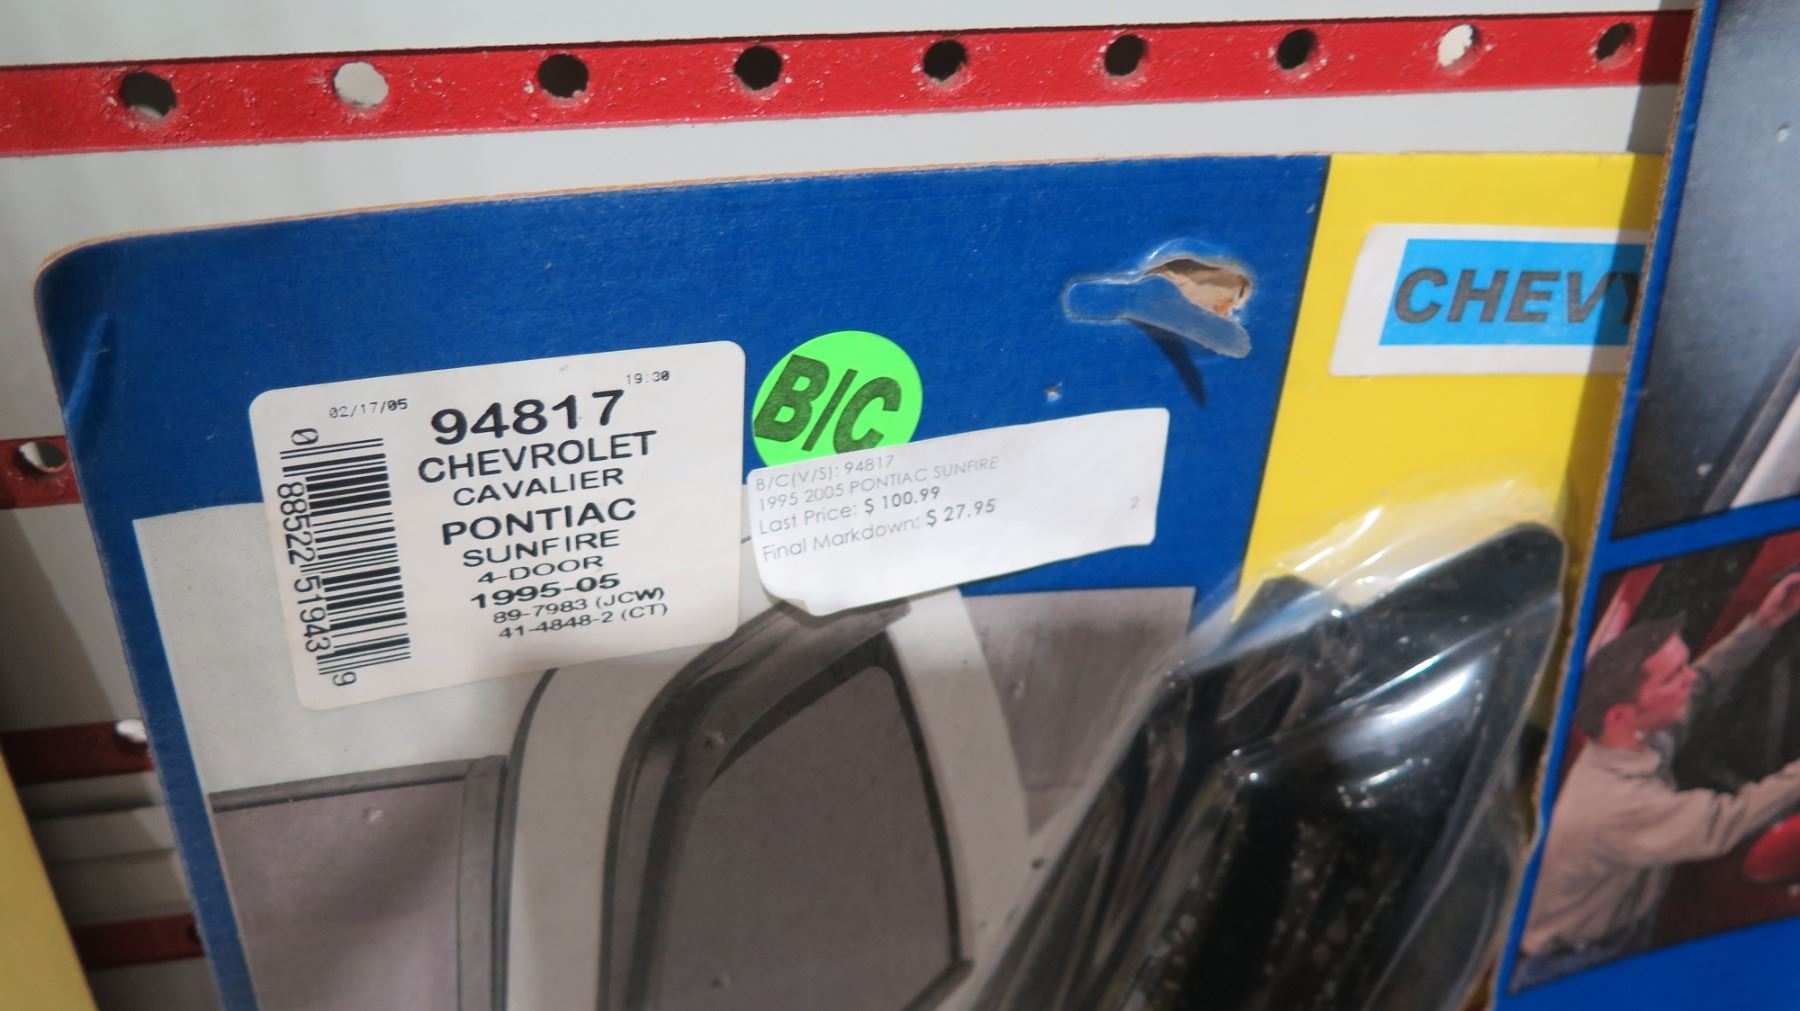 CHEVY
02/17/05 19:30
94817
CHEVROLET
CAVALIER
PONTIAC
SUNFIRE
4-DOOR
1995-05
89-7983 (JCW)
41-4848-2 (CT)
0 88522 51943 9
B/C
B/C(V/S): 94817
1995 2005 PONTIAC SUNFIRE
Last Price: $ 100.99
Final Markdown: $ 27.95
2